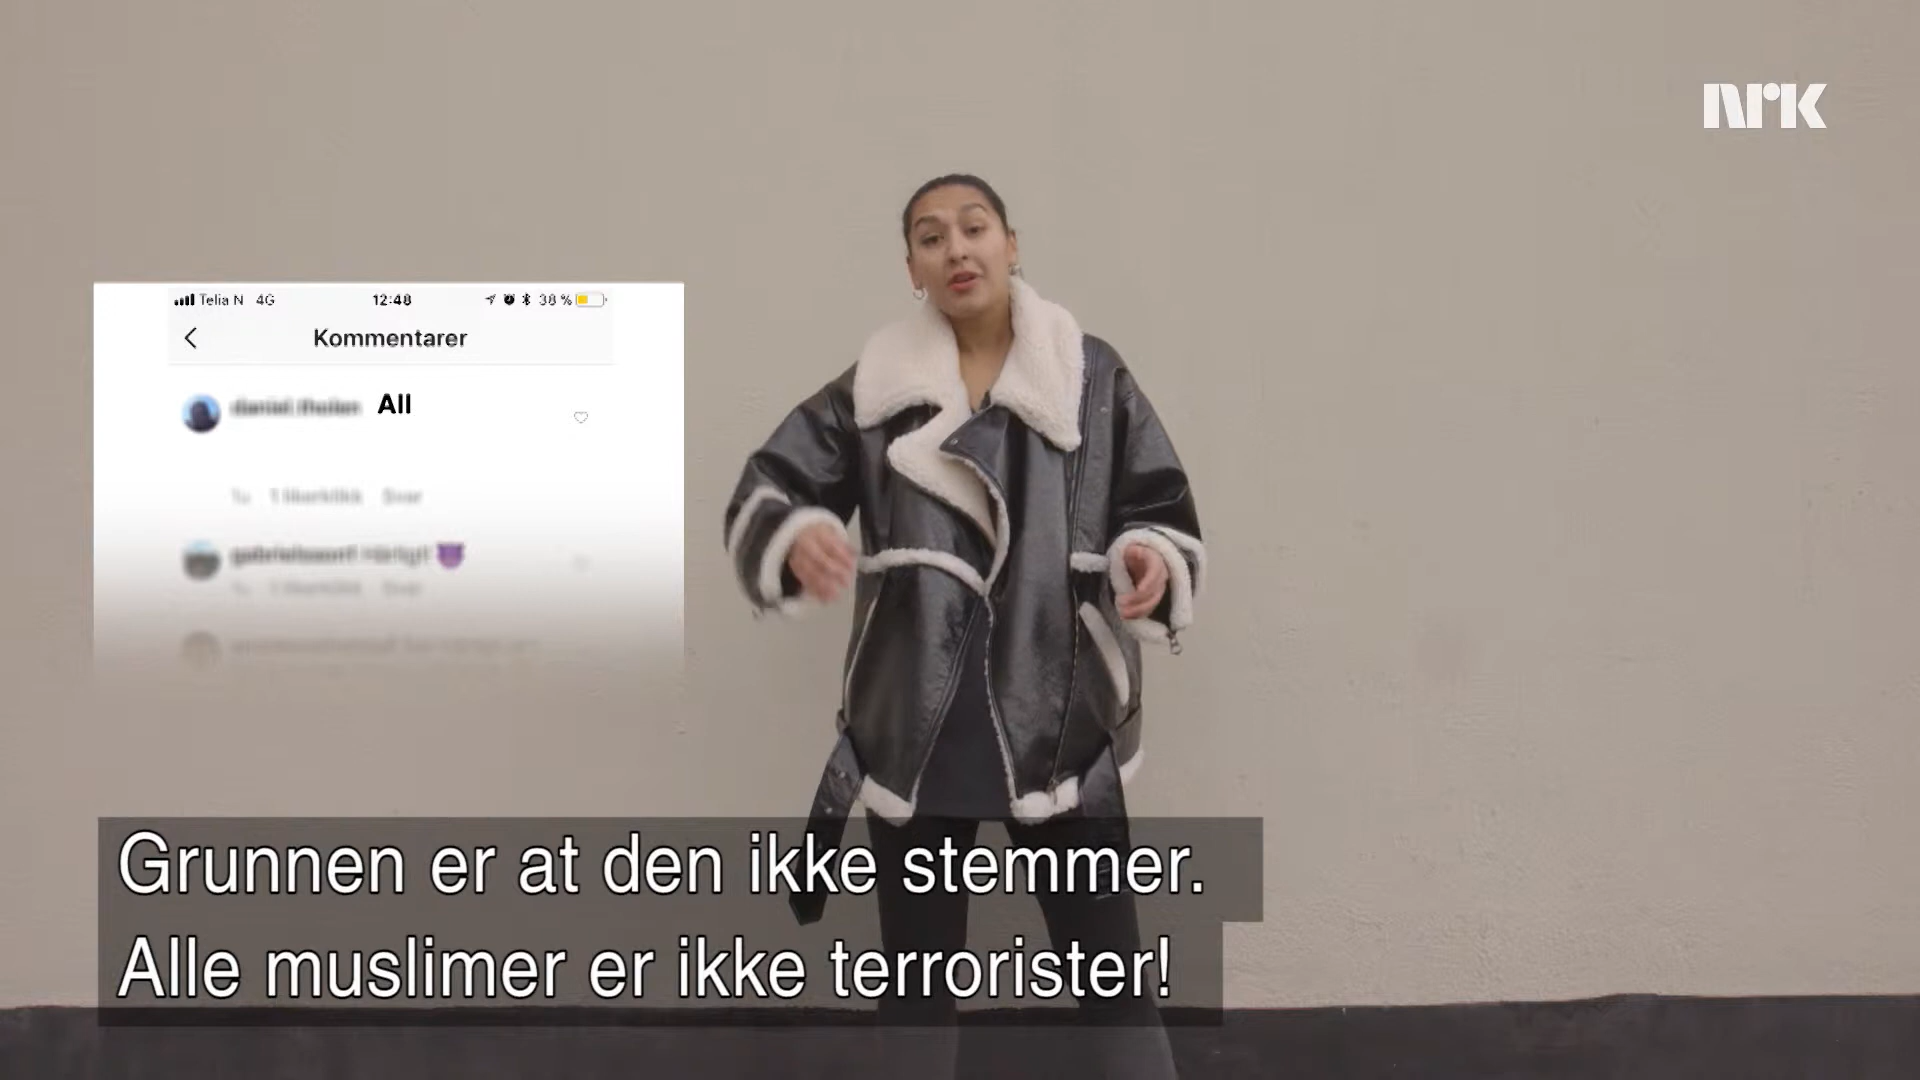 nrk
Telia N 4G 12:48 38 %
Kommentarer
All
Grunnen er at den ikke stemmer.
Alle muslimer er ikke terrorister!